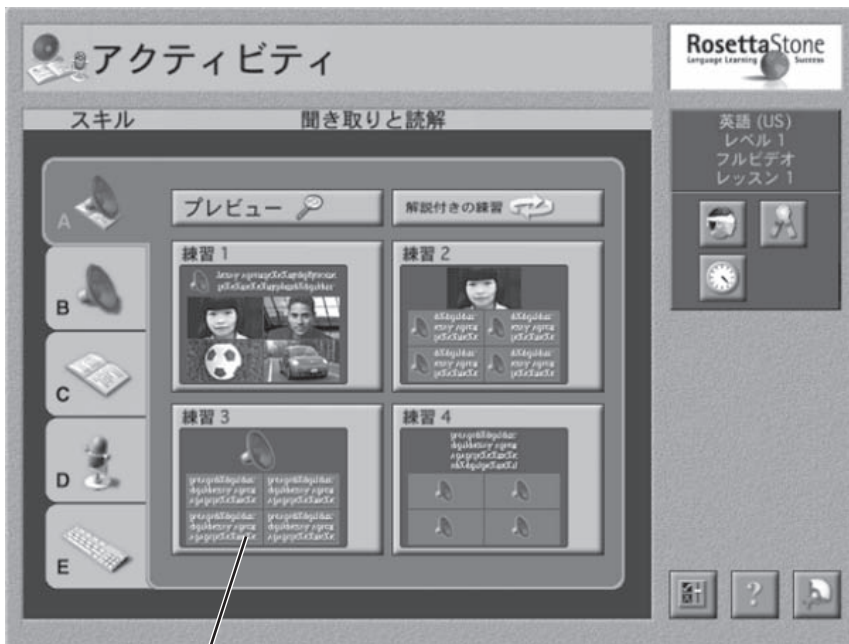 アクティビティ
RosettaStone
Language Learning Success
スキル
聞き取りと読解
英語 (US)
レベル 1
フルビデオ
レッスン 1
A
プレビュー
解説付きの練習
練習 1
練習 2
B
C
練習 3
練習 4
D
E
?